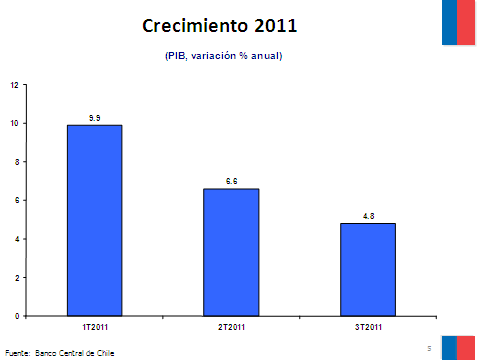 Crecimiento 2011
(PIB, variación % anual)
12
10
8
6
4
2
0
9.9
6.6
4.8
1T2011
2T2011
3T2011
Fuente: Banco Central de Chile
5